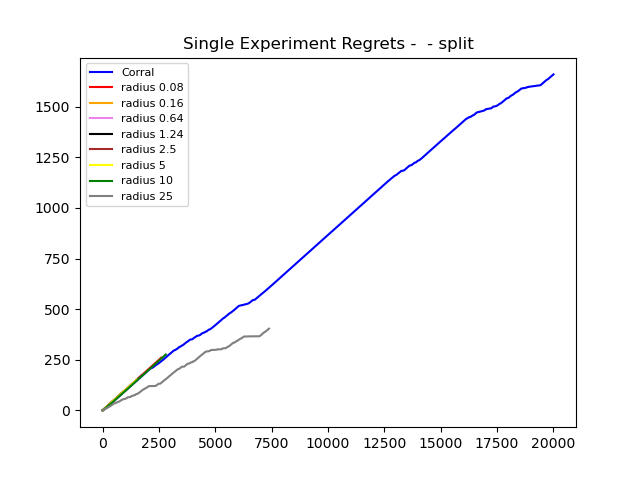 Single Experiment Regrets -  - split
Corral
radius 0.08
radius 0.16
radius 0.64
radius 1.24
radius 2.5
radius 5
radius 10
radius 25
1500
1250
1000
750
500
250
0
0 2500 5000 7500 10000 12500 15000 17500 20000